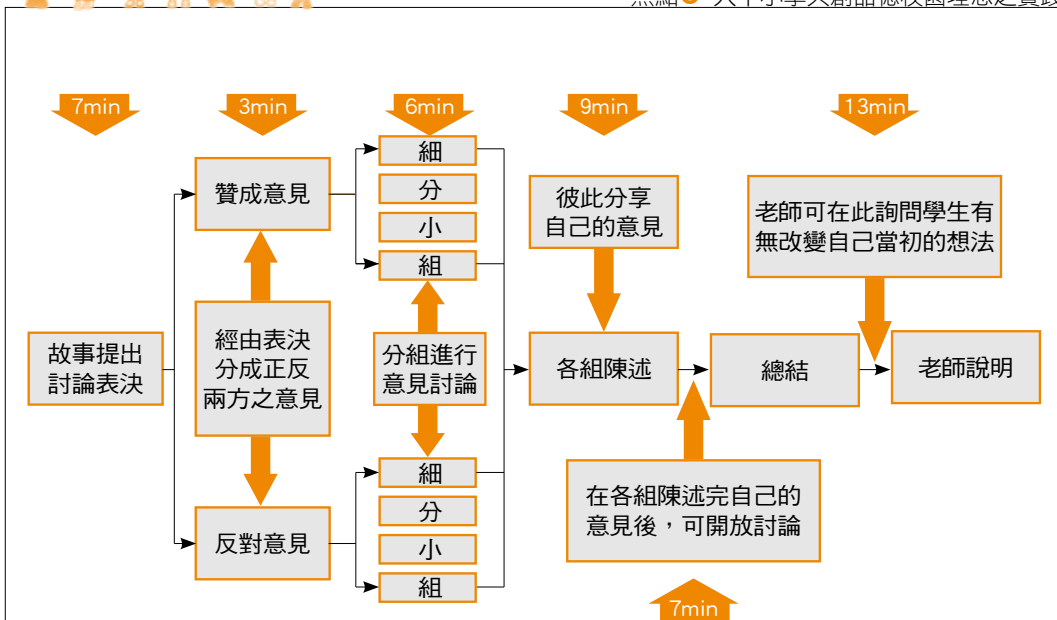 7min
3min
6min
9min
13min
贊成意見
細
分
小
組
彼此分享
自己的意見
老師可在此詢問學生有
無改變自己當初的想法
故事提出
討論表決
經由表決
分成正反
兩方之意見
分組進行
意見討論
各組陳述
總結
老師說明
反對意見
細
分
小
組
在各組陳述完自己的
意見後，可開放討論
7min